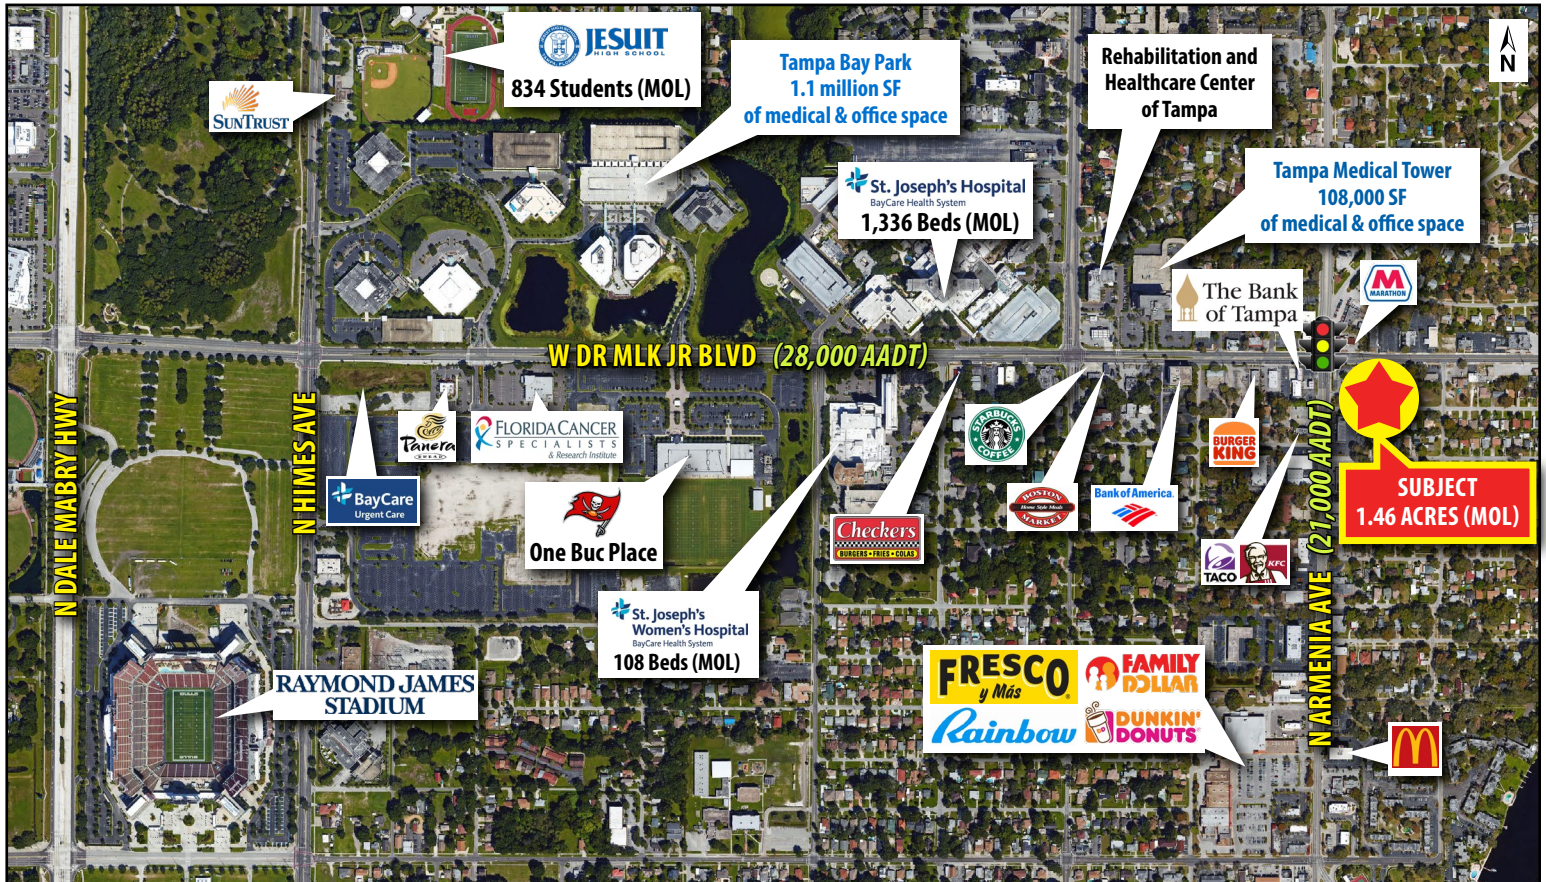 JESUIT
HIGH SCHOOL
834 Students (MOL)
SUNTRUST
Tampa Bay Park
1.1 million SF
of medical & office space
Rehabilitation and
Healthcare Center
of Tampa
N
St. Joseph's Hospital
BayCare Health System
1,336 Beds (MOL)
Tampa Medical Tower
108,000 SF
of medical & office space
The Bank
of Tampa
M
MARATHON
W DR MLK JR BLVD (28,000 AADT)
N DALE MABRY HWY
N HIMES AVE
Panera
BREAD
FLORIDA CANCER
SPECIALISTS
& Research Institute
BayCare
Urgent Care
One Buc Place
St. Joseph's
Women's Hospital
BayCare Health System
108 Beds (MOL)
Checkers
BURGERS • FRIES • COLAS
STARBUCKS
COFFEE
BOSTON
Home Style Meals
MARKET
Bank of America.
BURGER
KING
TACO
KFC
N ARMENIA AVE (21,000 AADT)
SUBJECT
1.46 ACRES (MOL)
RAYMOND JAMES
STADIUM
FRESCO
y Más
FAMILY
DOLLAR
Rainbow
DUNKIN'
DONUTS